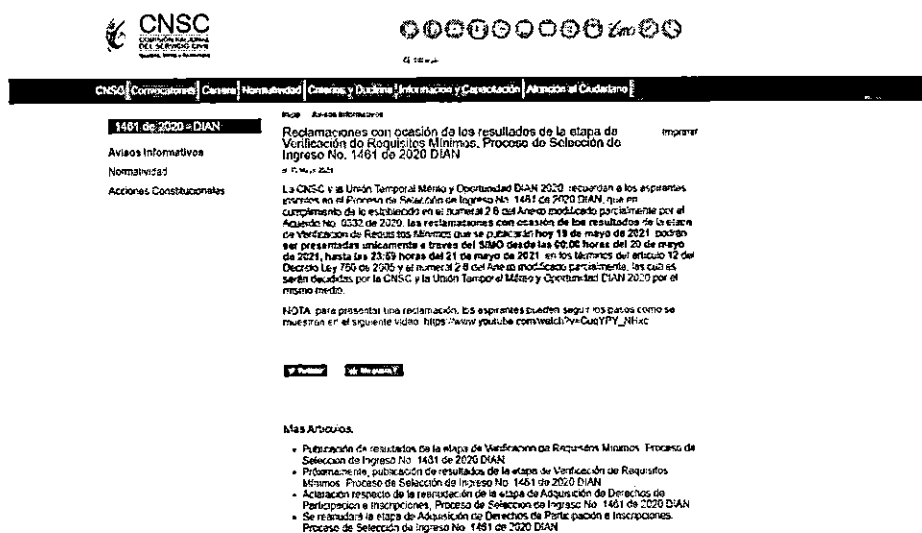 CNSC
COMISIÓN NACIONAL
DEL SERVICIO CIVIL
CNSC Convocatorias Carrera Normatividad Criterios y Doctrina Información y Capacitación Atención al Ciudadano
1461 de 2020 - DIAN
Avisos Informativos
Normatividad
Acciones Constitucionales
Inicio Avisos Informativos
Reclamaciones con ocasión de los resultados de la etapa de
Verificación de Requisitos Mínimos, Proceso de Selección de
Ingreso No. 1461 de 2020 DIAN
Imprimir
La CNSC y la Unión Temporal Mérito y Oportunidad DIAN 2020, recuerdan a los aspirantes
inscritos en el Proceso de Selección de Ingreso No. 1461 de 2020 DIAN, que en
cumplimiento de lo establecido en el numeral 2.6 del Anexo modificado parcialmente por el
Acuerdo No. 0332 de 2020, las reclamaciones con ocasión de los resultados de la etapa
de Verificación de Requisitos Mínimos que se publicarán hoy 19 de mayo de 2021, podrán
ser presentadas únicamente a través del SIMO desde las 00:00 horas del 20 de mayo
de 2021, hasta las 23:59 horas del 21 de mayo de 2021, en los términos del artículo 12 del
Decreto Ley 760 de 2005 y el numeral 2.6 del Anexo modificado parcialmente, las cuales
serán decididas por la CNSC y la Unión Temporal Mérito y Oportunidad DIAN 2020 por el
mismo medio.
NOTA: para presentar una reclamación, los aspirantes pueden seguir los pasos como se
muestran en el siguiente video: https://www.youtube.com/watch?v=
Más Artículos.
Publicación de resultados de la etapa de Verificación de Requisitos Mínimos. Proceso de
Selección de Ingreso No. 1461 de 2020 DIAN
Próximamente, publicación de resultados de la etapa de Verificación de Requisitos
Mínimos. Proceso de Selección de Ingreso No. 1461 de 2020 DIAN
Aclaración respecto de la reanudación de la etapa de Adquisición de Derechos de
Participación e Inscripciones, Proceso de Selección de Ingreso No. 1461 de 2020 DIAN
Se reanudará la etapa de Adquisición de Derechos de Participación e Inscripciones.
Proceso de Selección de Ingreso No. 1461 de 2020 DIAN